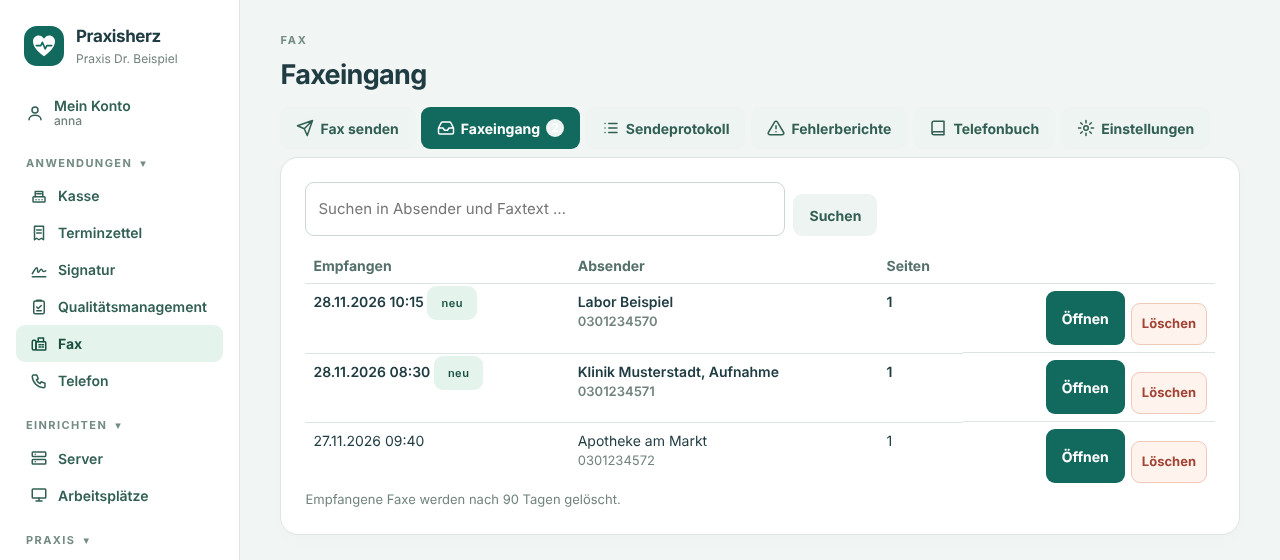 Praxisherz
Praxis Dr. Beispiel
Mein Konto
anna
ANWENDUNGEN ▾
Kasse
Terminzettel
Signatur
Qualitätsmanagement
Fax
Telefon
EINRICHTEN ▾
Server
Arbeitsplätze
PRAXIS ▾
FAX
Faxeingang
Fax senden
Faxeingang 2
Sendeprotokoll
Fehlerberichte
Telefonbuch
Einstellungen
Suchen in Absender und Faxtext ...
Suchen
Empfangen Absender Seiten
28.11.2026 10:15 neu Labor Beispiel 1 Öffnen Löschen
0301234570
28.11.2026 08:30 neu Klinik Musterstadt, Aufnahme 1 Öffnen Löschen
0301234571
27.11.2026 09:40 Apotheke am Markt 1 Öffnen Löschen
0301234572
Empfangene Faxe werden nach 90 Tagen gelöscht.